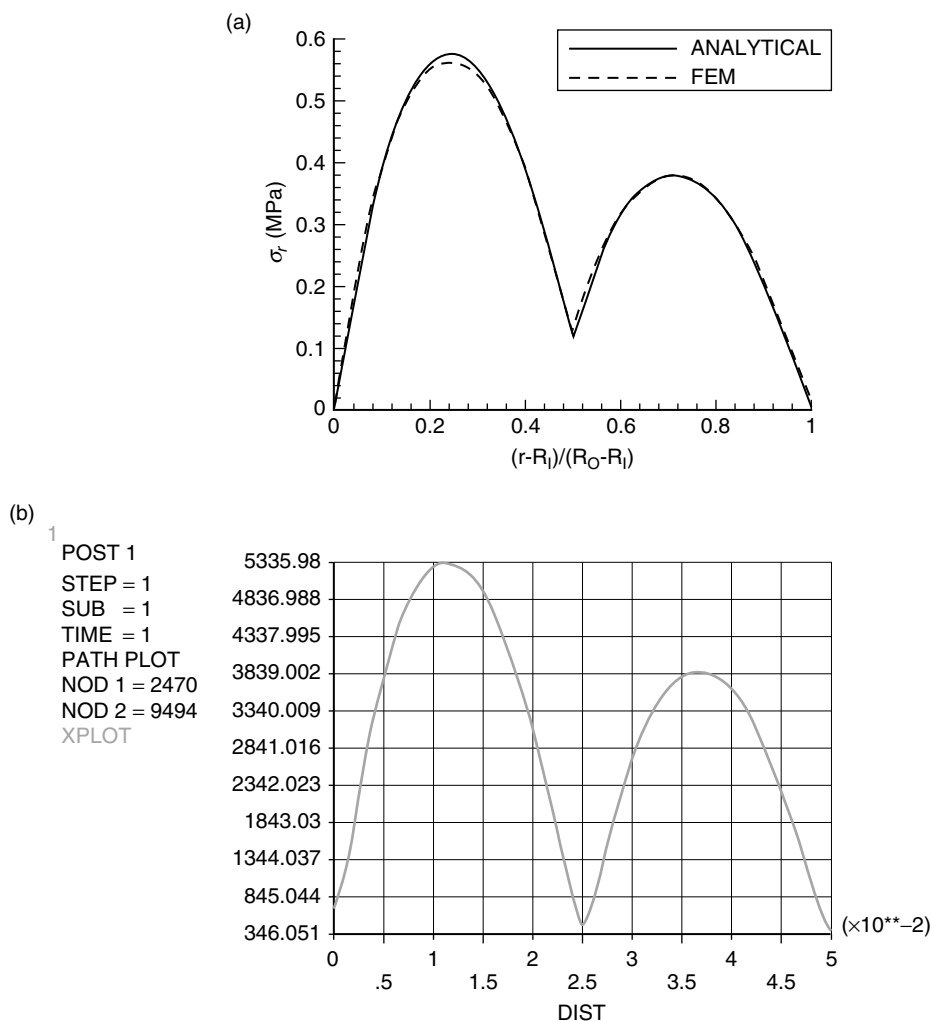 (a)
0.6
0.5
0.4
0.3
0.2
0.1
0
σr (MPa)
ANALYTICAL
FEM
0 0.2 0.4 0.6 0.8 1
(r-RI)/(RO-RI)
(b)
1
POST 1
STEP = 1
SUB = 1
TIME = 1
PATH PLOT
NOD 1 = 2470
NOD 2 = 9494
XPLOT
5335.98
4836.988
4337.995
3839.002
3340.009
2841.016
2342.023
1843.03
1344.037
845.044
346.051
(×10**−2)
0 1 2 3 4 5
.5 1.5 2.5 3.5 4.5
DIST